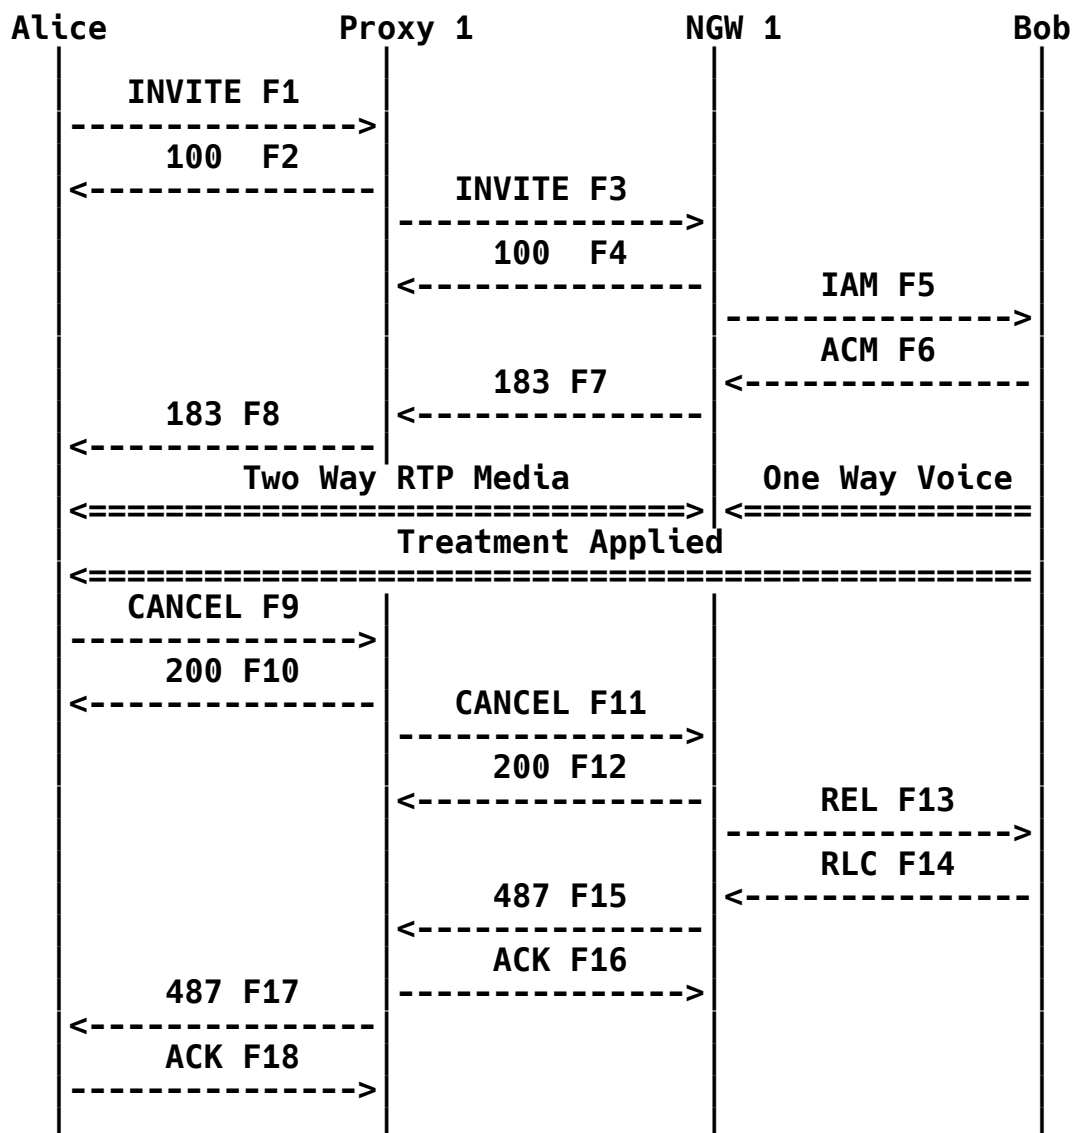 Alice Proxy 1 NGW 1 Bob
INVITE F1
100 F2
INVITE F3
100 F4
IAM F5
ACM F6
183 F7
183 F8
Two Way RTP Media One Way Voice
Treatment Applied
CANCEL F9
200 F10
CANCEL F11
200 F12
REL F13
RLC F14
487 F15
ACK F16
487 F17
ACK F18